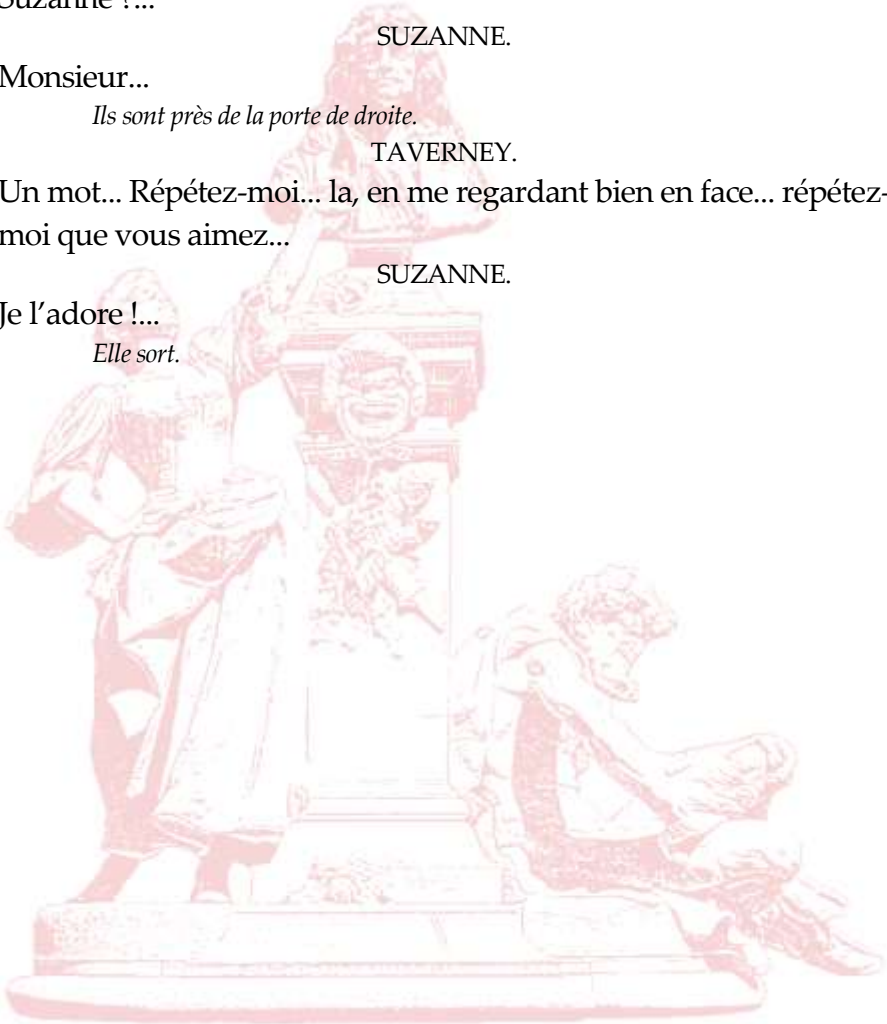 Suzanne !...
SUZANNE.
Monsieur...
Ils sont près de la porte de droite.
TAVERNEY.
Un mot... Répétez-moi... la, en me regardant bien en face... répétez-
moi que vous aimez...
SUZANNE.
Je l’adore !...
Elle sort.